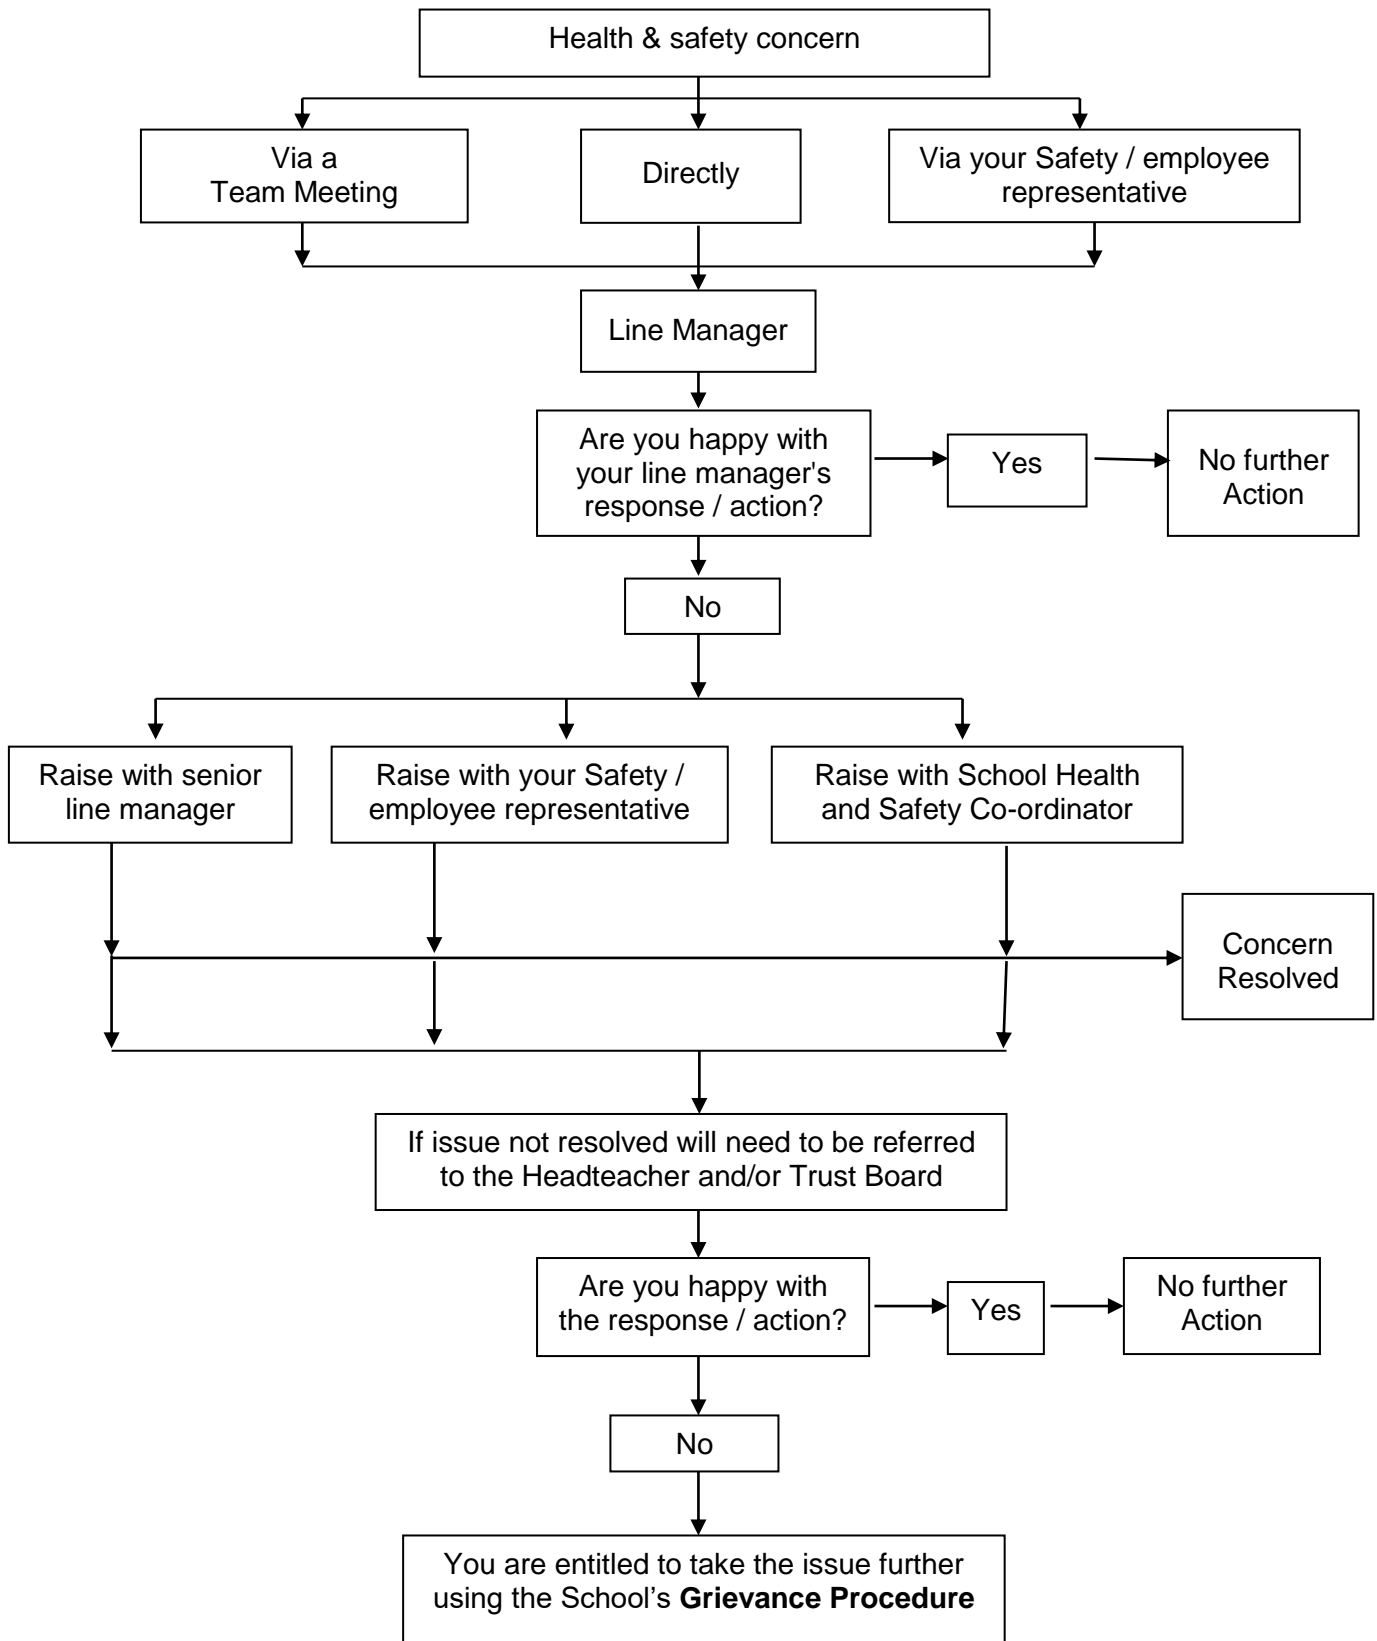 Health & safety concern
Via a
Team Meeting
Directly
Via your Safety / employee
representative
Line Manager
Are you happy with
your line manager's
response / action?
Yes
No further
Action
No
Raise with senior
line manager
Raise with your Safety /
employee representative
Raise with School Health
and Safety Co-ordinator
Concern
Resolved
If issue not resolved will need to be referred
to the Headteacher and/or Trust Board
Are you happy with
the response / action?
Yes
No further
Action
No
You are entitled to take the issue further
using the School’s Grievance Procedure